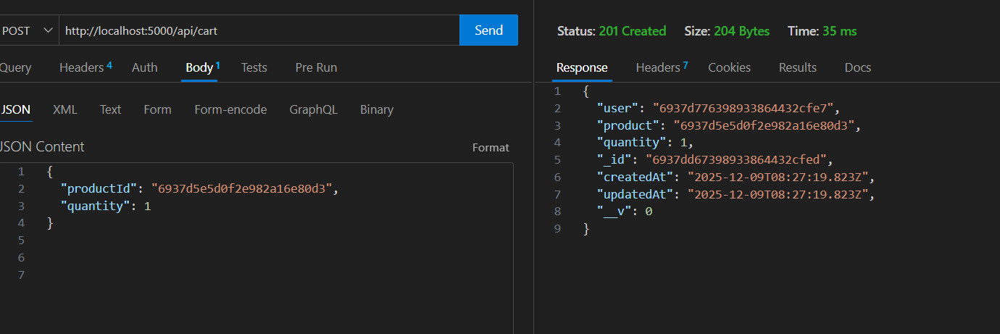 POST http://localhost:5000/api/cart Send
Query Headers 4 Auth Body 1 Tests Pre Run
JSON XML Text Form Form-encode GraphQL Binary
JSON Content Format
1 {
2 "productId": "6937d5e5d0f2e982a16e80d3",
3 "quantity": 1
4 }
5
6
7
Status: 201 Created Size: 204 Bytes Time: 35 ms
Response Headers 7 Cookies Results Docs
1 {
2 "user": "6937d776398933864432cfe7",
3 "product": "6937d5e5d0f2e982a16e80d3",
4 "quantity": 1,
5 "_id": "6937dd67398933864432cfed",
6 "createdAt": "2025-12-09T08:27:19.823Z",
7 "updatedAt": "2025-12-09T08:27:19.823Z",
8 "__v": 0
9 }